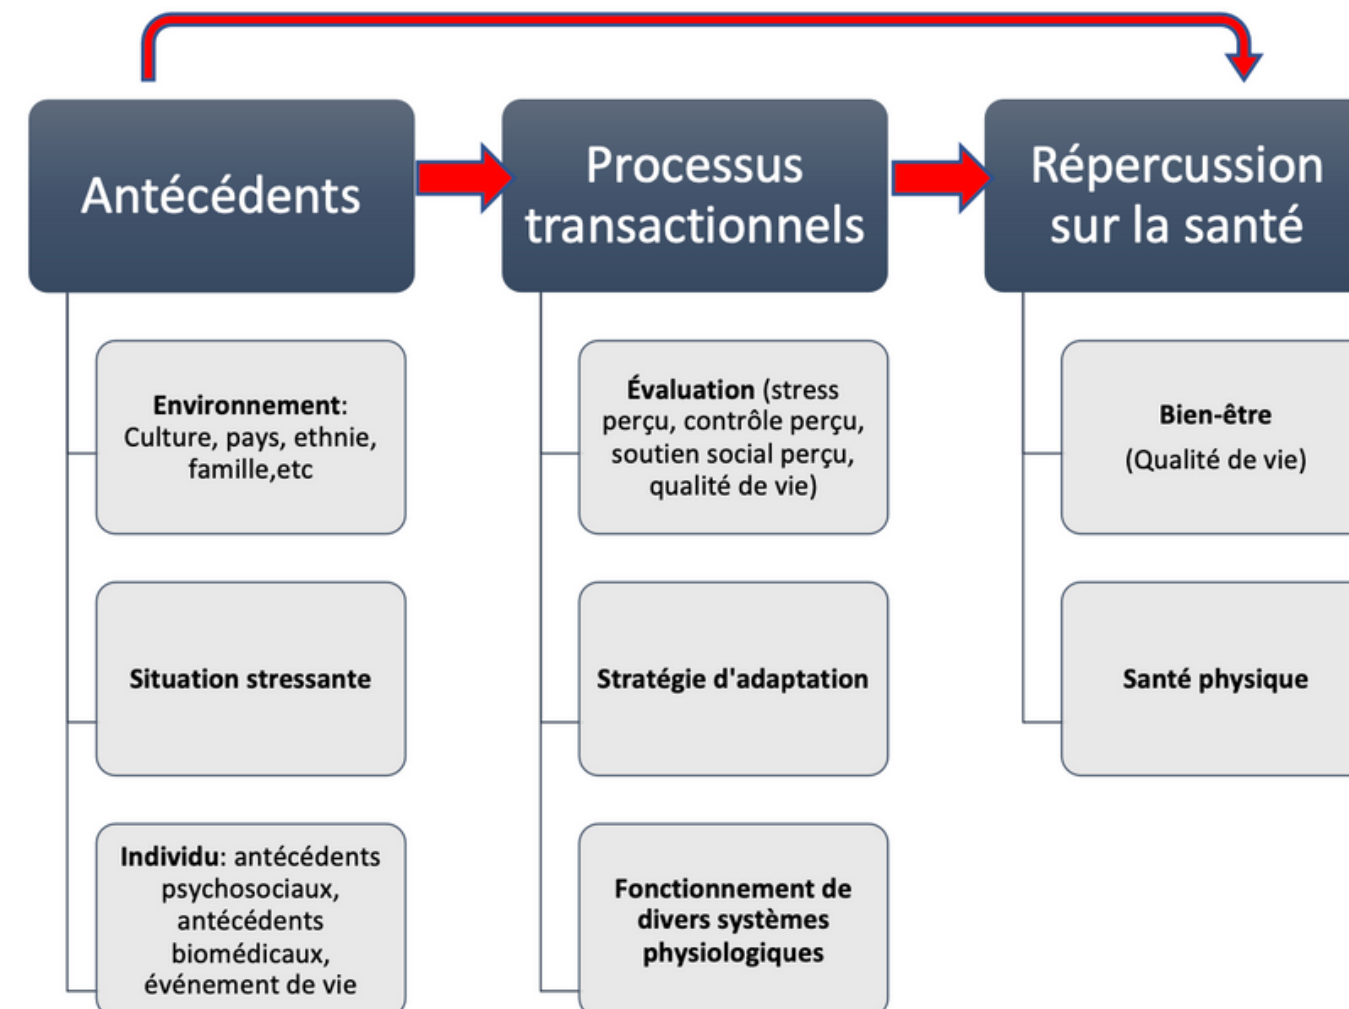 Antécédents
Environnement:
Culture, pays, ethnie,
famille,etc
Situation stressante
Individu: antécédents
psychosociaux,
antécédents
biomédicaux,
événement de vie
Processus
transactionnels
Évaluation (stress
perçu, contrôle perçu,
soutien social perçu,
qualité de vie)
Stratégie d'adaptation
Fonctionnement de
divers systèmes
physiologiques
Répercussion
sur la santé
Bien-être
(Qualité de vie)
Santé physique